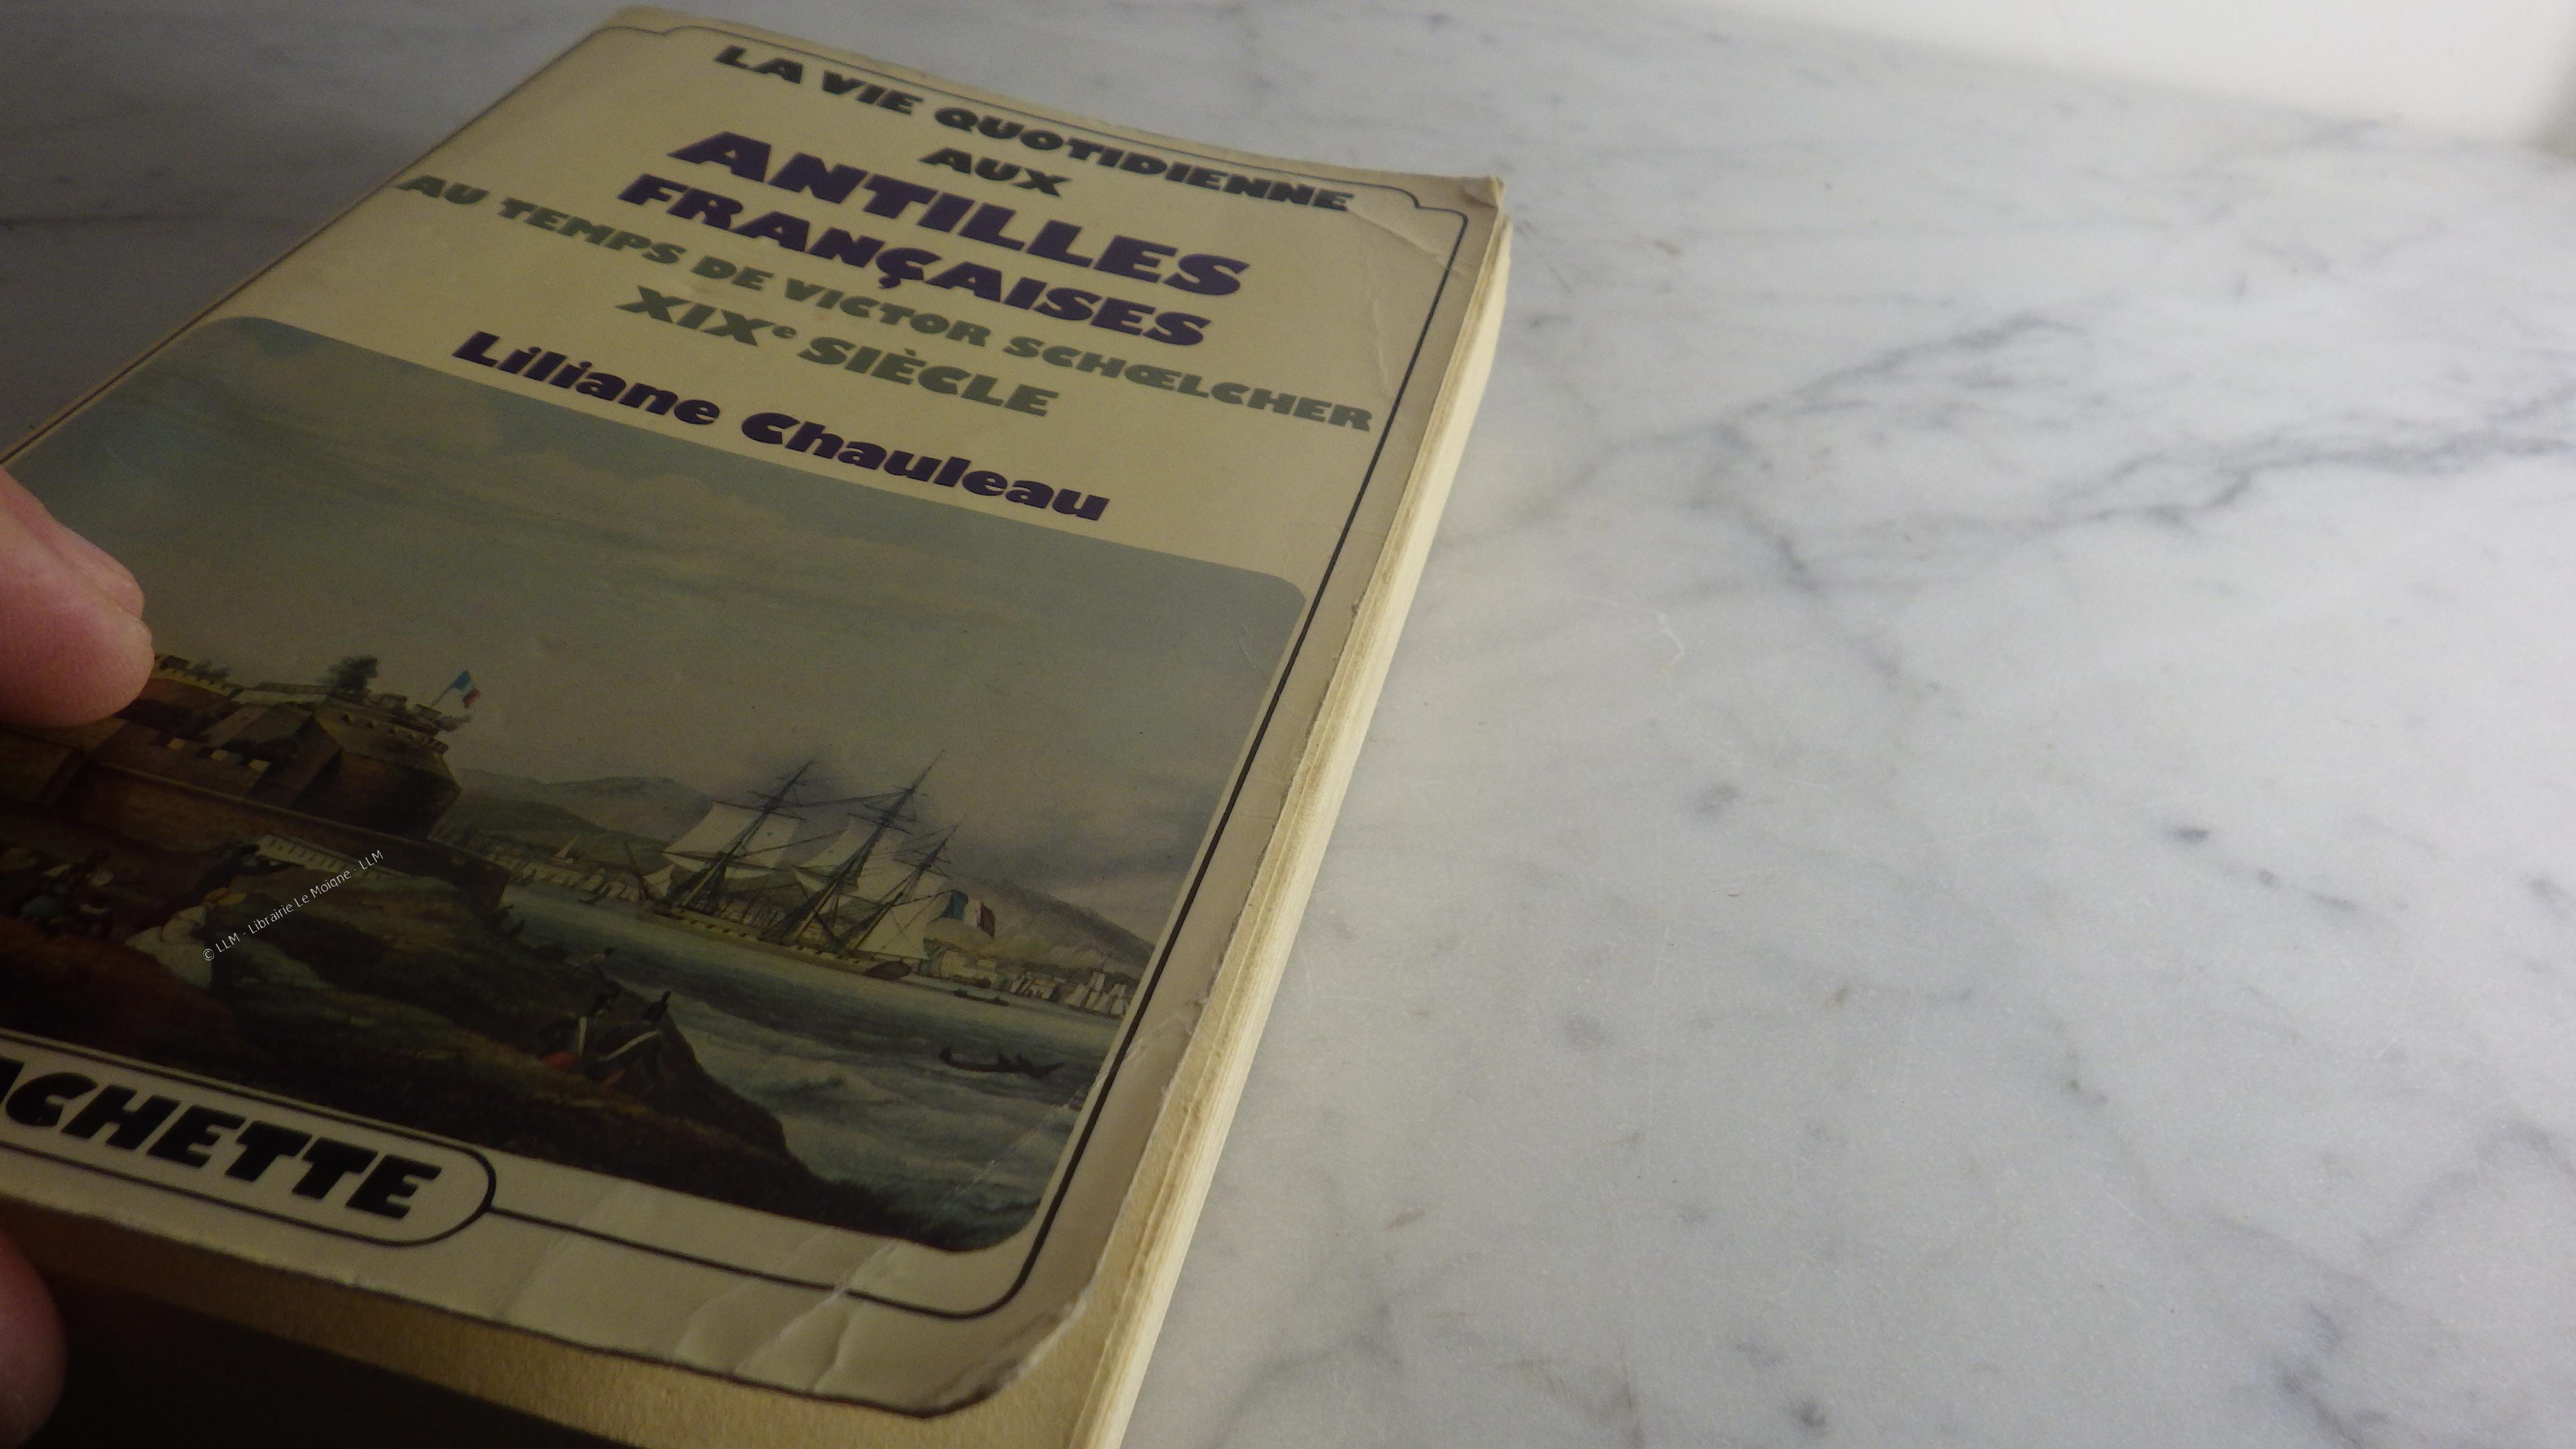 LA VIE QUOTIDIENNE
AUX
ANTILLES
FRANÇAISES
AU TEMPS DE VICTOR SCHŒLCHER
XIXe SIÈCLE
Liliane Chauleau
© LLM - Librairie Le Moigne - LLM
ACHETTE